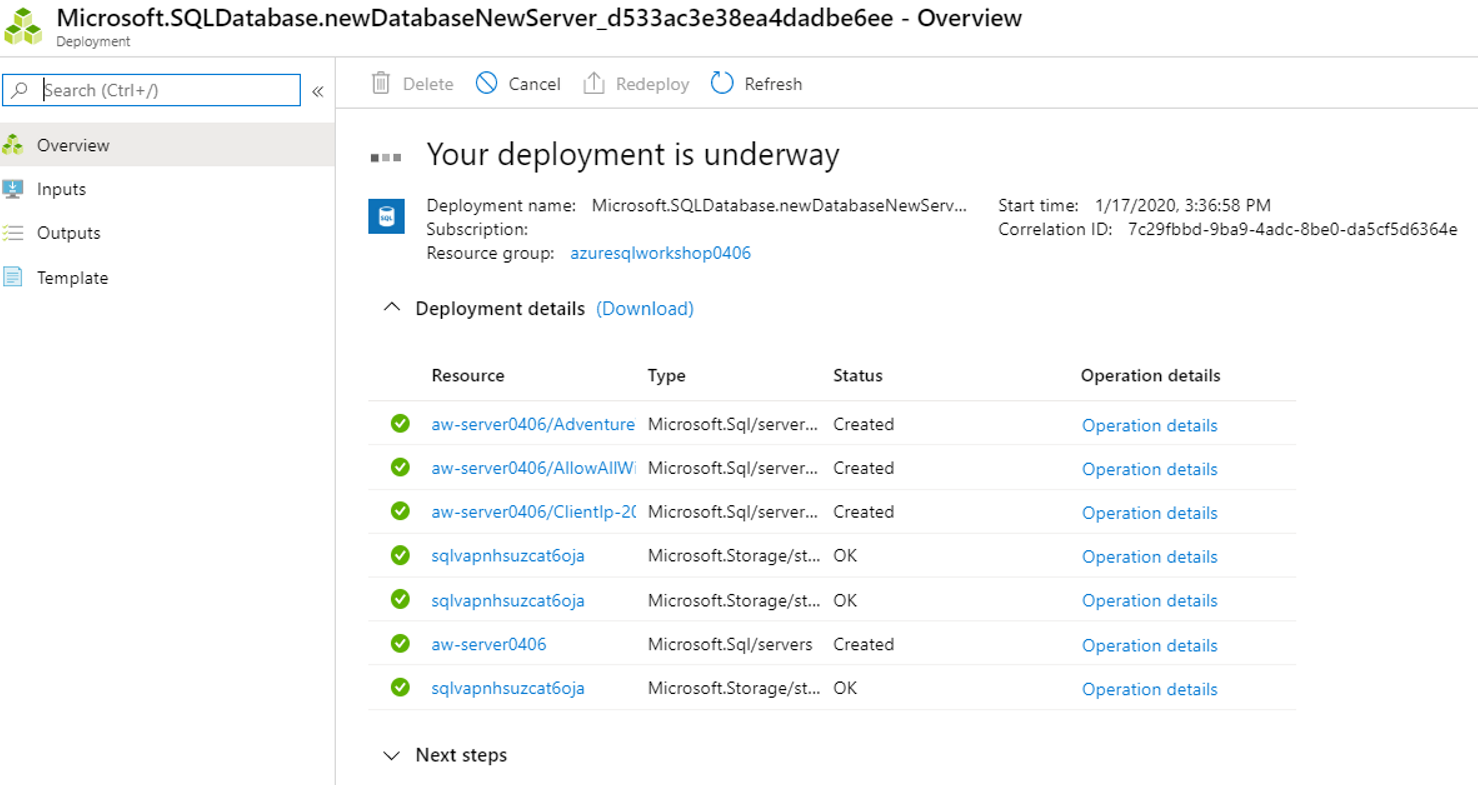 Microsoft.SQLDatabase.newDatabaseNewServer_d533ac3e38ea4dadbe6ee - Overview
Deployment
Search (Ctrl+/)
«
Delete
Cancel
Redeploy
Refresh
Overview
Inputs
Outputs
Template
Your deployment is underway
SQL
Deployment name: Microsoft.SQLDatabase.newDatabaseNewServ... Start time: 1/17/2020, 3:36:58 PM
Subscription: Correlation ID: 7c29fbbd-9ba9-4adc-8be0-da5cf5d6364e
Resource group: azuresqlworkshop0406
Deployment details (Download)
Resource Type Status Operation details
aw-server0406/Adventure Microsoft.Sql/server... Created Operation details
aw-server0406/AllowAllWi Microsoft.Sql/server... Created Operation details
aw-server0406/ClientIp-20 Microsoft.Sql/server... Created Operation details
sqlvapnhsuzcat6oja Microsoft.Storage/st... OK Operation details
sqlvapnhsuzcat6oja Microsoft.Storage/st... OK Operation details
aw-server0406 Microsoft.Sql/servers Created Operation details
sqlvapnhsuzcat6oja Microsoft.Storage/st... OK Operation details
Next steps